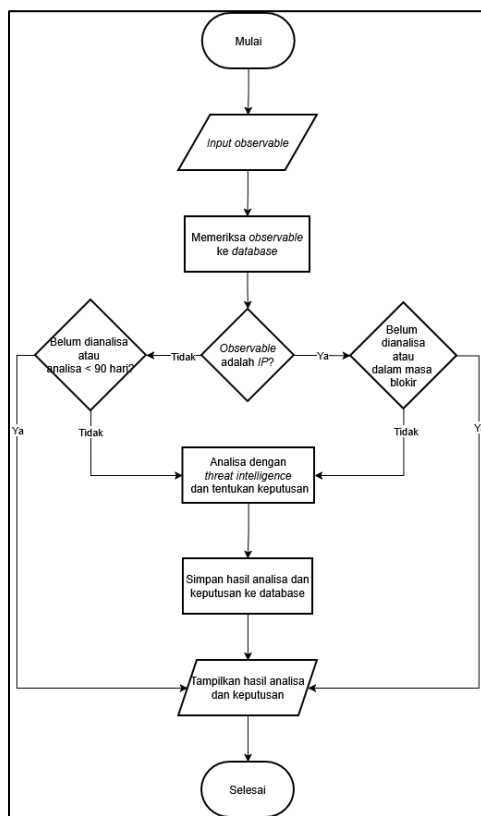 Mulai
Input observable
Memeriksa observable
ke database
Belum dianalisa
atau
analisa < 90 hari?
Tidak
Observable
adalah IP?
Ya
Belum
dianalisa
atau
dalam masa
blokir
Ya
Tidak
Tidak
Ya
Analisa dengan
threat intelligence
dan tentukan keputusan
Simpan hasil analisa dan
keputusan ke database
Tampilkan hasil analisa
dan keputusan
Selesai